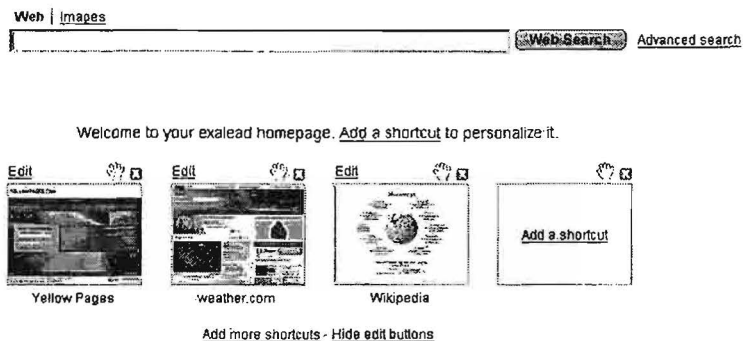 Web | Images
Web Search Advanced search
Welcome to your exalead homepage. Add a shortcut to personalize it.
Edit Edit Edit
Add a shortcut
Yellow Pages weather.com Wikipedia
Add more shortcuts - Hide edit buttons